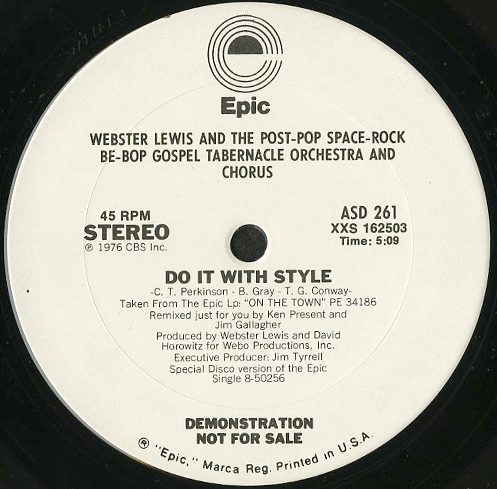 Epic
WEBSTER LEWIS AND THE POST-POP SPACE-ROCK
BE-BOP GOSPEL TABERNACLE ORCHESTRA AND
CHORUS
45 RPM
STEREO
℗ 1976 CBS Inc.
ASD 261
XXS 162503
Time: 5:09
DO IT WITH STYLE
-C. T. Perkinson - B. Gray - T. G. Conway-
Taken From The Epic Lp: "ON THE TOWN" PE 34186
Remixed just for you by Ken Present and
Jim Gallagher
Produced by Webster Lewis and David
Horowitz for Webo Productions, Inc.
Executive Producer: Jim Tyrrell
Special Disco version of the Epic
Single 8-50256
DEMONSTRATION
NOT FOR SALE
® "Epic," Marca Reg. Printed in U.S.A.